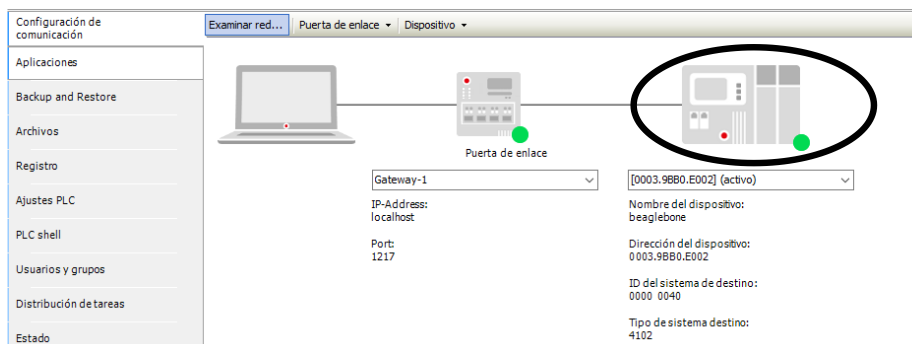 Configuración de
comunicación
Examinar red...
Puerta de enlace
Dispositivo
Aplicaciones
Backup and Restore
Archivos
Registro
Ajustes PLC
PLC shell
Usuarios y grupos
Distribución de tareas
Estado
Puerta de enlace
Gateway-1
IP-Address:
localhost
Port:
1217
[0003.9BB0.E002] (activo)
Nombre del dispositivo:
beaglebone
Dirección del dispositivo:
0003.9BB0.E002
ID del sistema de destino:
0000 0040
Tipo de sistema destino:
4102